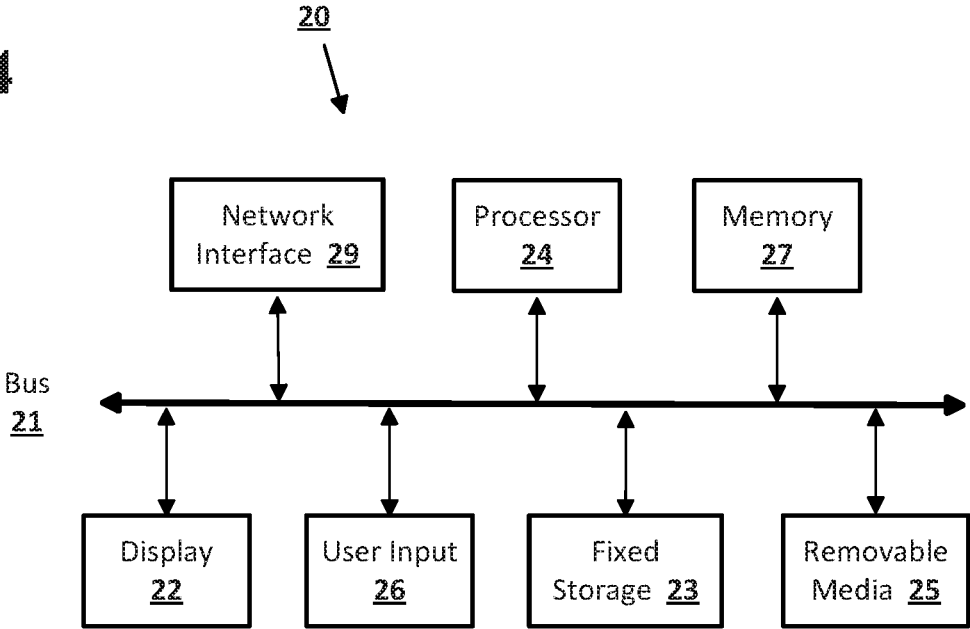 20
4
Network
Interface 29
Processor
24
Memory
27
Bus
21
Display
22
User Input
26
Fixed
Storage 23
Removable
Media 25